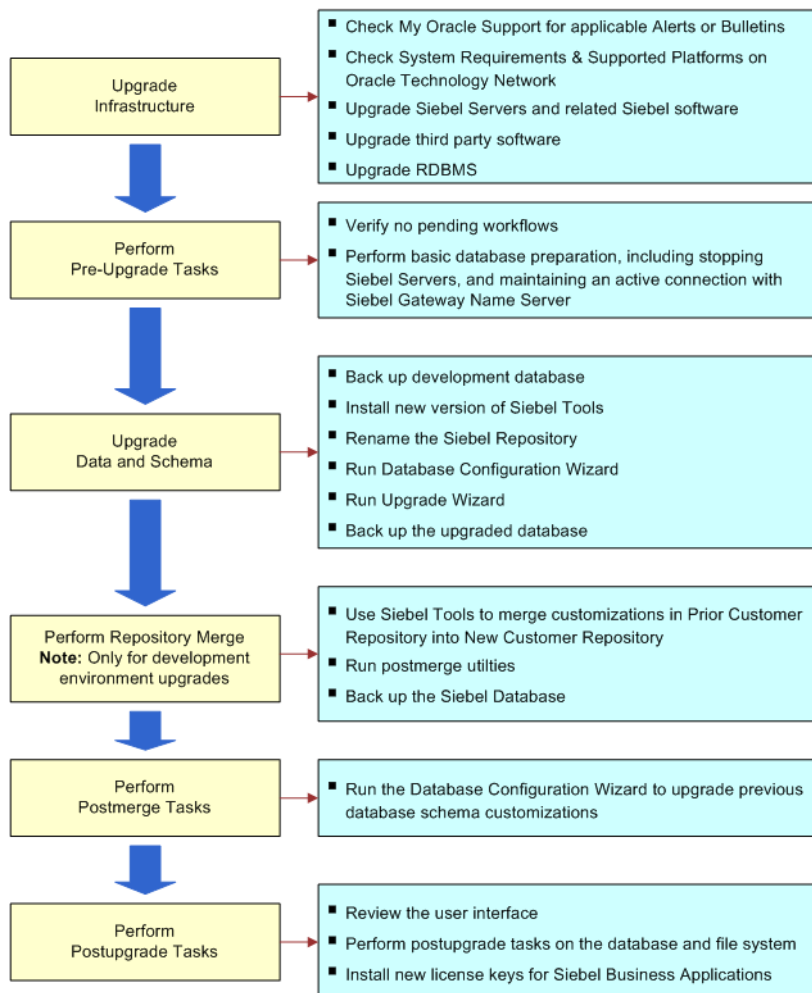 Upgrade
Infrastructure
■ Check My Oracle Support for applicable Alerts or Bulletins
■ Check System Requirements & Supported Platforms on
Oracle Technology Network
■ Upgrade Siebel Servers and related Siebel software
■ Upgrade third party software
■ Upgrade RDBMS
Perform
Pre-Upgrade Tasks
■ Verify no pending workflows
■ Perform basic database preparation, including stopping
Siebel Servers, and maintaining an active connection with
Siebel Gateway Name Server
Upgrade
Data and Schema
■ Back up development database
■ Install new version of Siebel Tools
■ Rename the Siebel Repository
■ Run Database Configuration Wizard
■ Run Upgrade Wizard
■ Back up the upgraded database
Perform Repository Merge
Note: Only for development
environment upgrades
■ Use Siebel Tools to merge customizations in Prior Customer
Repository into New Customer Repository
■ Run postmerge utilties
■ Back up the Siebel Database
Perform
Postmerge Tasks
■ Run the Database Configuration Wizard to upgrade previous
database schema customizations
Perform
Postupgrade Tasks
■ Review the user interface
■ Perform postupgrade tasks on the database and file system
■ Install new license keys for Siebel Business Applications